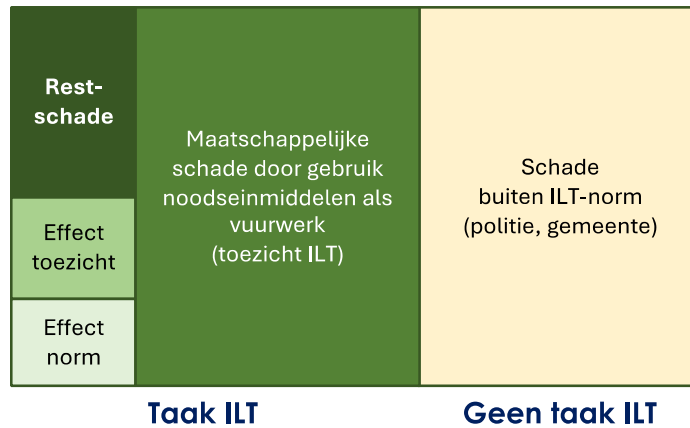 Rest-
schade
Effect
toezicht
Effect
norm
Maatschappelijke
schade door gebruik
noodseinmiddelen als
vuurwerk
(toezicht ILT)
Schade
buiten ILT-norm
(politie, gemeente)
Taak ILT
Geen taak ILT